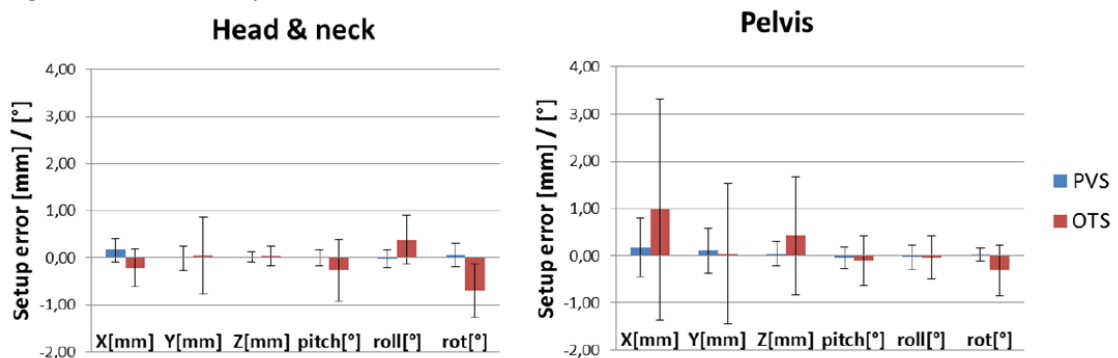 Head & neck
Setup error [mm] / [°]
4,00
3,00
2,00
1,00
0,00
-1,00
-2,00
X[mm] Y[mm] Z[mm] pitch[°] roll[°] rot[°]
Pelvis
Setup error [mm] / [°]
4,00
3,00
2,00
1,00
0,00
-1,00
-2,00
X[mm] Y[mm] Z[mm] pitch[°] roll[°] rot[°]
PVS
OTS